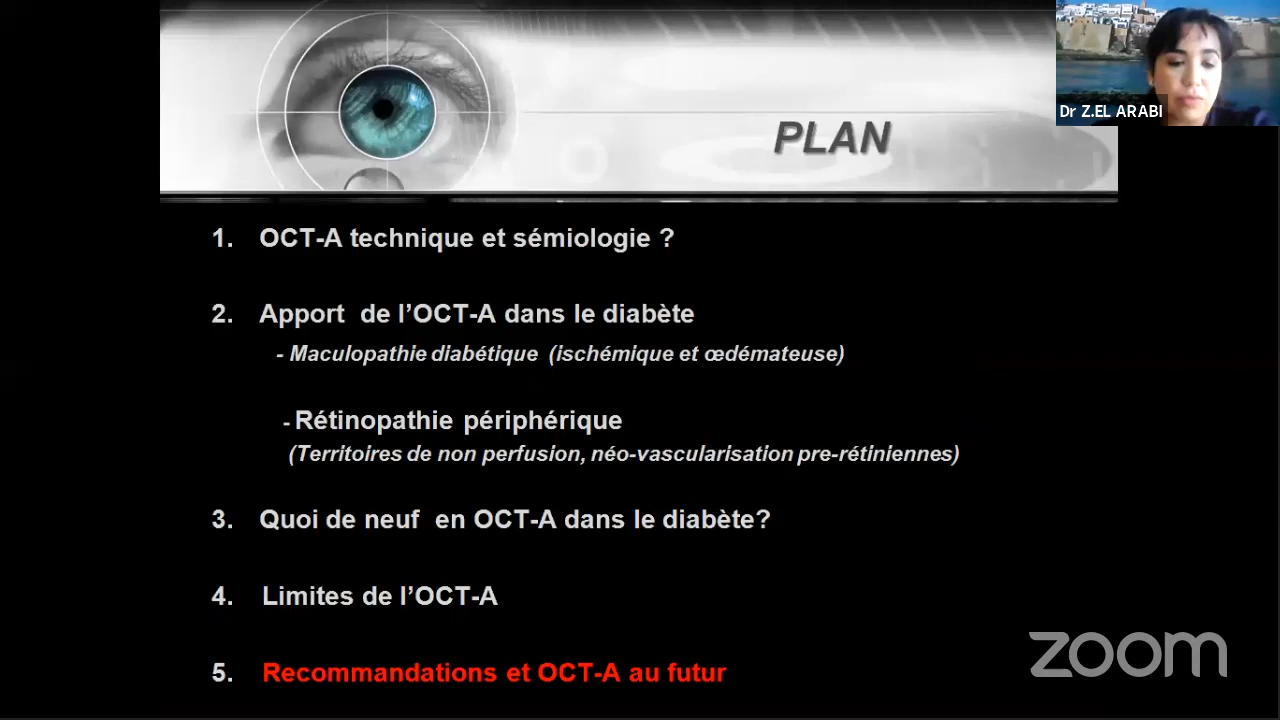 PLAN
Dr Z.EL ARABI
1. OCT-A technique et sémiologie ?
2. Apport de l’OCT-A dans le diabète
- Maculopathie diabétique (ischémique et œdémateuse)
- Rétinopathie périphérique
(Territoires de non perfusion, néo-vascularisation pre-rétiniennes)
3. Quoi de neuf en OCT-A dans le diabète?
4. Limites de l’OCT-A
5. Recommandations et OCT-A au futur
zoom